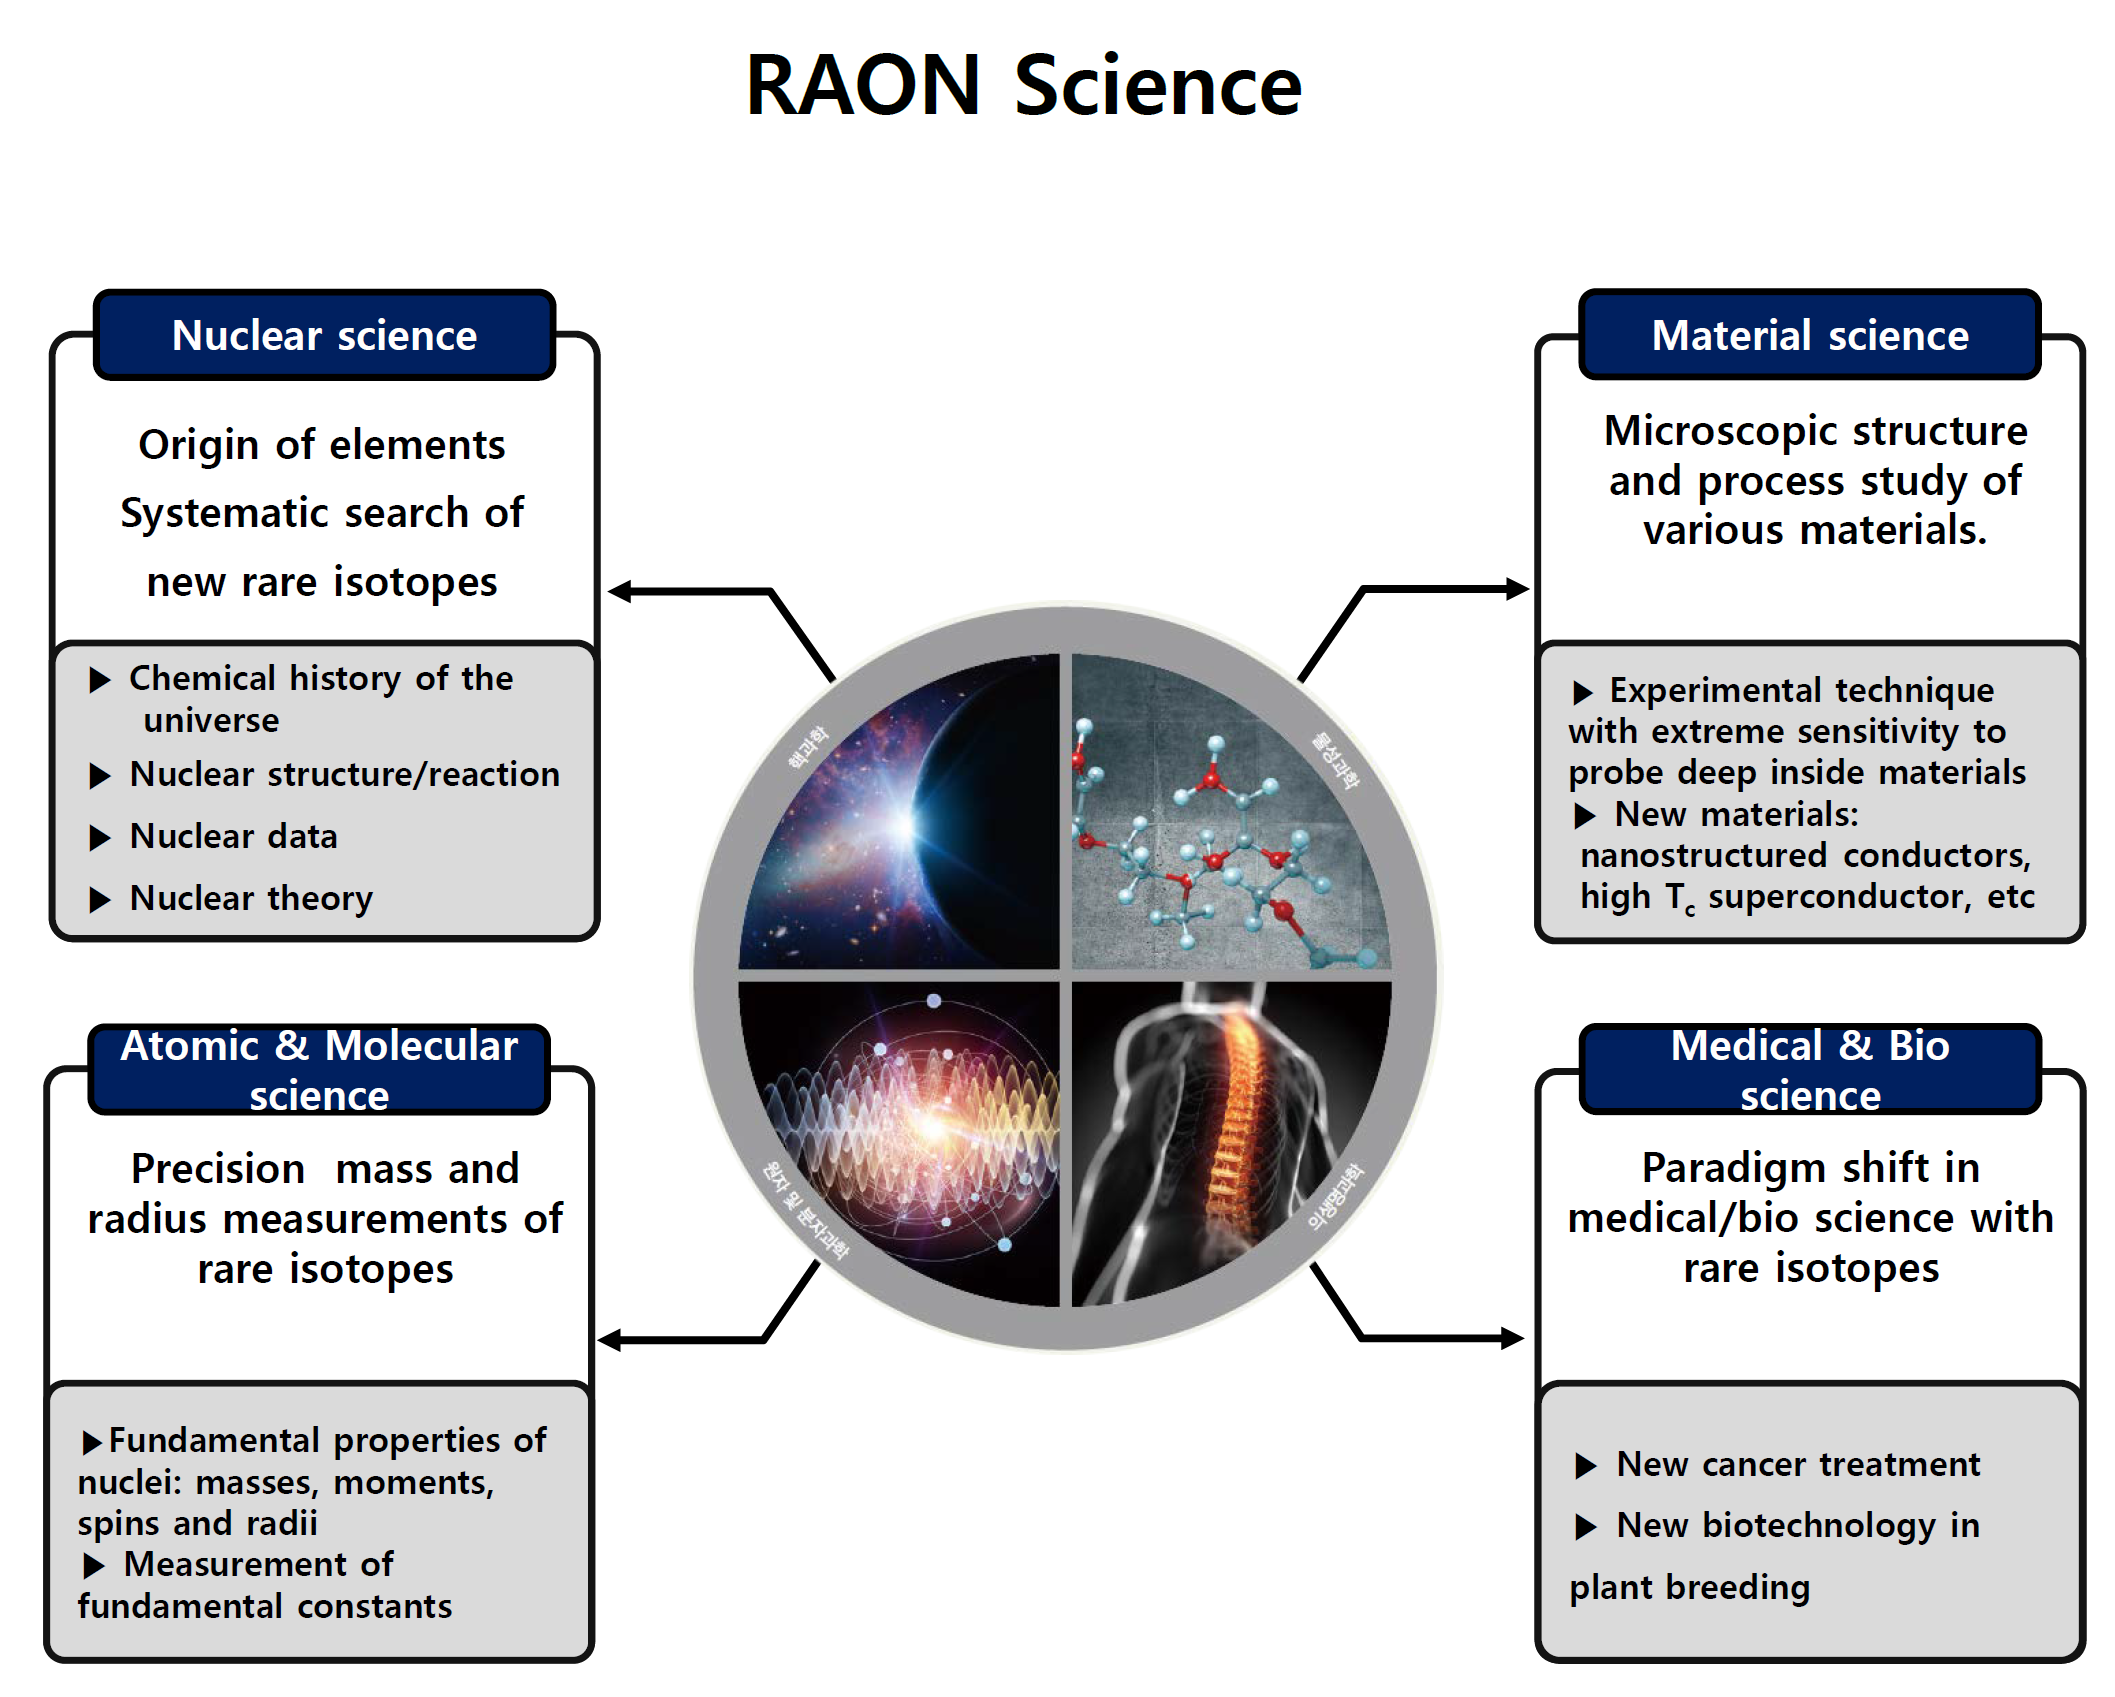 RAON Science
Nuclear science
Origin of elements
Systematic search of
new rare isotopes
▶ Chemical history of the
universe
▶ Nuclear structure/reaction
▶ Nuclear data
▶ Nuclear theory
Material science
Microscopic structure
and process study of
various materials.
▶ Experimental technique
with extreme sensitivity to
probe deep inside materials
▶ New materials:
nanostructured conductors,
high Tc superconductor, etc
핵과학
물성과학
원자 및 분자과학
의생명과학
Atomic & Molecular
science
Precision mass and
radius measurements of
rare isotopes
▶Fundamental properties of
nuclei: masses, moments,
spins and radii
▶ Measurement of
fundamental constants
Medical & Bio
science
Paradigm shift in
medical/bio science with
rare isotopes
▶ New cancer treatment
▶ New biotechnology in
plant breeding